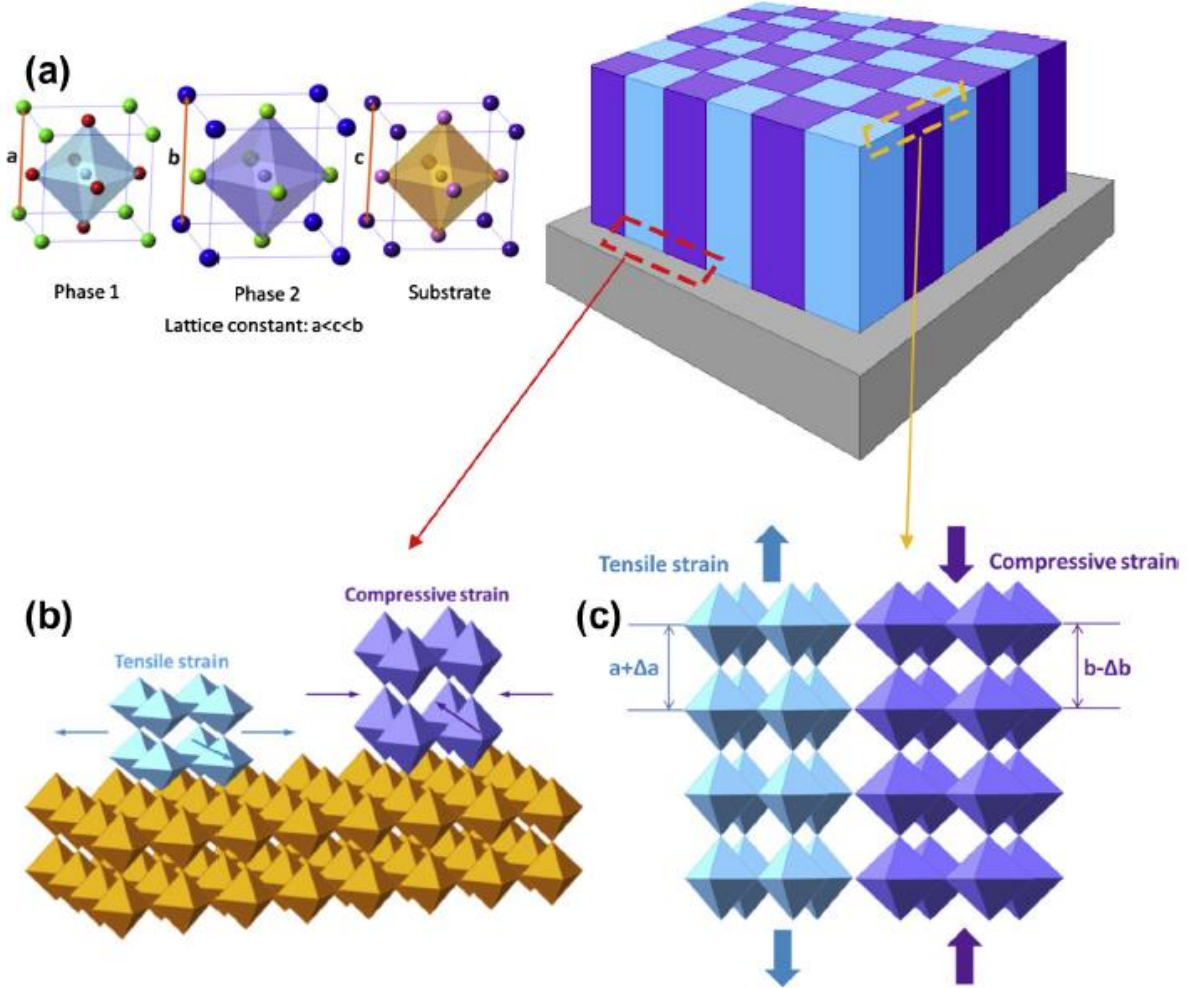 (a)
a
b
c
Phase 1
Phase 2
Substrate
Lattice constant: a<c<b
(b)
Tensile strain
Compressive strain
(c)
Tensile strain
Compressive strain
a+Δa
b-Δb